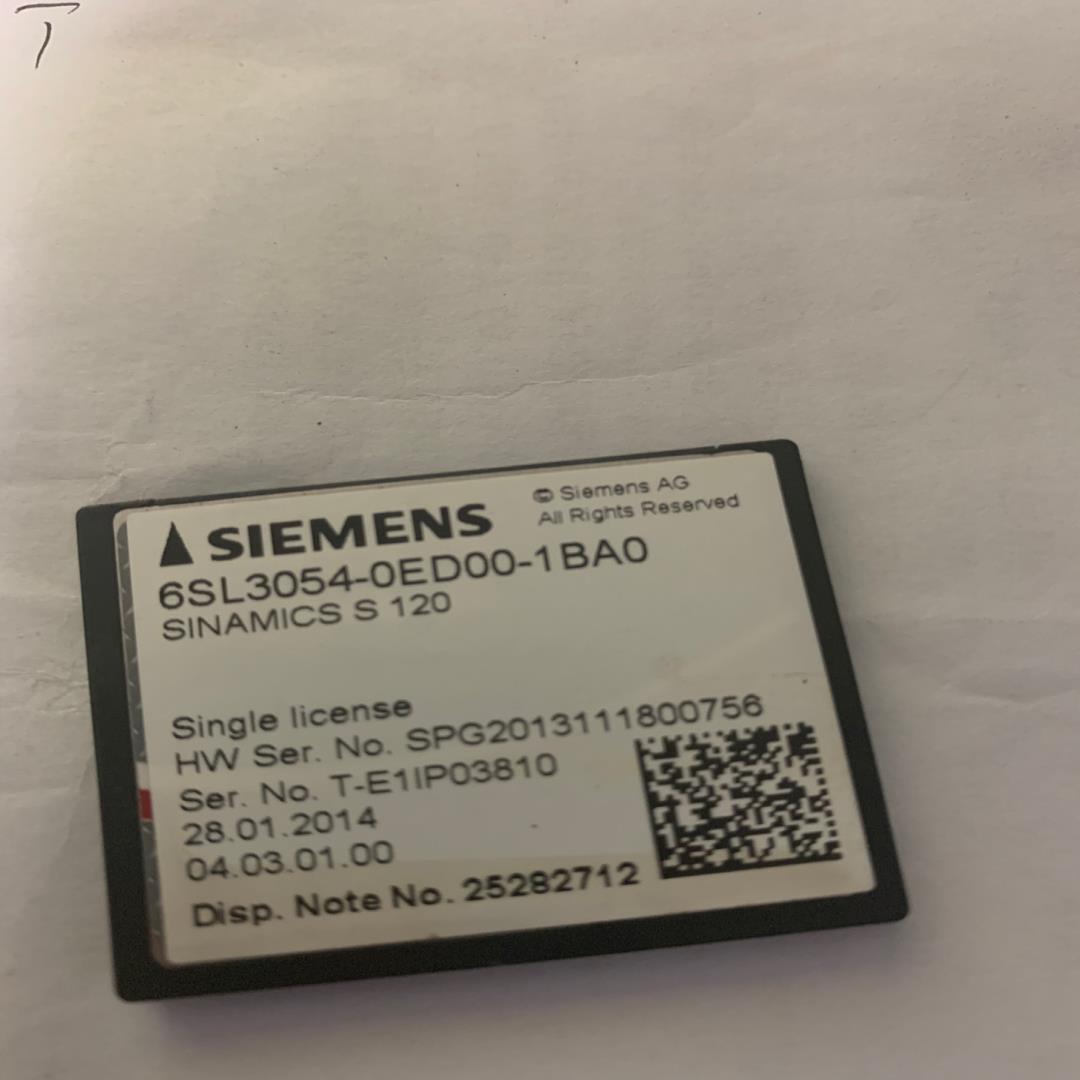 T
SIEMENS
© Siemens AG
All Rights Reserved
6SL3054-0ED00-1BA0
SINAMICS S 120
Single license
HW Ser. No. SPG2013111800756
Ser. No. T-E1IP03810
28.01.2014
04.03.01.00
Disp. Note No. 25282712